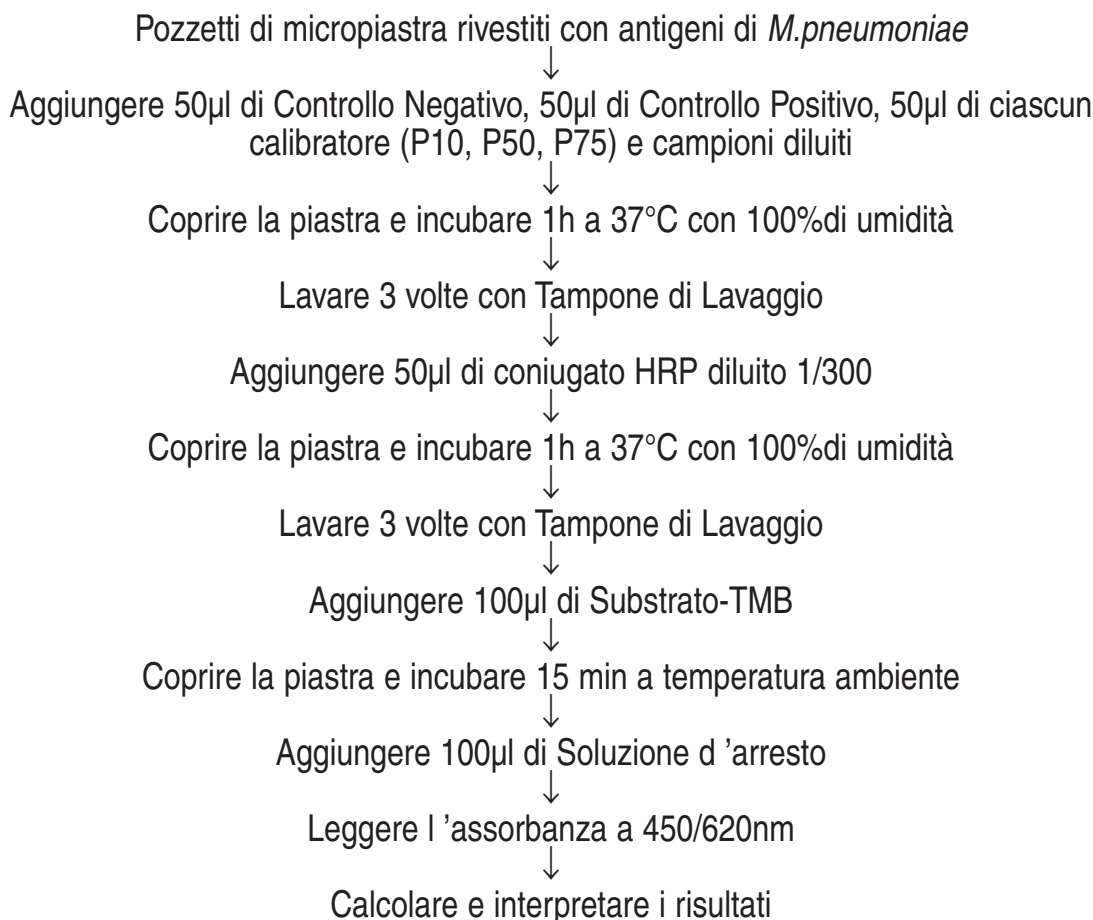 Pozzetti di micropiastra rivestiti con antigeni di M.pneumoniae
Aggiungere 50µl di Controllo Negativo, 50µl di Controllo Positivo, 50µl di ciascun
calibratore (P10, P50, P75) e campioni diluiti
Coprire la piastra e incubare 1h a 37°C con 100%di umidità
Lavare 3 volte con Tampone di Lavaggio
Aggiungere 50µl di coniugato HRP diluito 1/300
Coprire la piastra e incubare 1h a 37°C con 100%di umidità
Lavare 3 volte con Tampone di Lavaggio
Aggiungere 100µl di Substrato-TMB
Coprire la piastra e incubare 15 min a temperatura ambiente
Aggiungere 100µl di Soluzione d 'arresto
Leggere l 'assorbanza a 450/620nm
Calcolare e interpretare i risultati